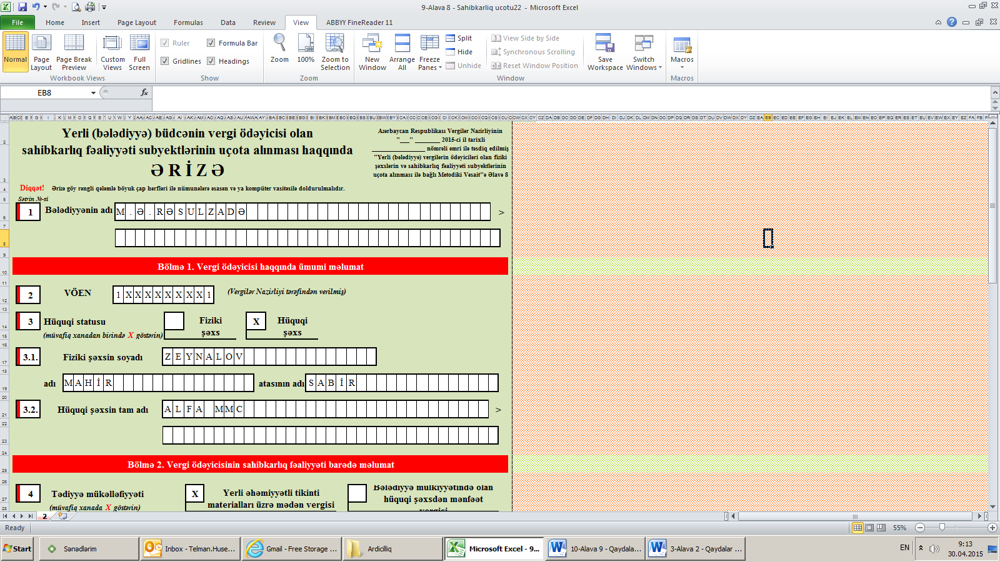 9-Alava 8 - Sahibkarliq ucotu22 - Microsoft Excel
File Home Insert Page Layout Formulas Data Review View ABBYY FineReader 11
Normal Page Layout Page Break Preview Custom Views Full Screen
Workbook Views
Ruler Formula Bar
Gridlines Headings
Show
Zoom 100% Zoom to Selection
Zoom
New Window Arrange All Freeze Panes
Split
Hide
Unhide
View Side by Side
Synchronous Scrolling
Reset Window Position
Window
Save Workspace Switch Windows
Macros
Macros
EB8 fx
Yerli (bələdiyyə) büdcənin vergi ödəyicisi olan
sahibkarlıq fəaliyyəti subyektlərinin uçota alınması haqqında
Ə R İ Z Ə
Azərbaycan Respublikası Vergilər Nazirliyinin
"___" ________ 2015-ci il tarixli
_________________ nömrəli əmri ilə təsdiq edilmiş
"Yerli (bələdiyyə) vergilərin ödəyiciləri olan fiziki
şəxslərin və sahibkarlıq fəaliyyəti subyektlərinin
uçota alınması ilə bağlı Metodiki Vəsait"ə Əlavə 8
Diqqət! Ərizə göy rəngli qələmlə böyük çap hərfləri ilə nümunələrə əsasən və ya kompüter vasitəsilə doldurulmalıdır.
Sətrin №-si
1 Bələdiyyənin adı M . Ə . R Ə S U L Z A D Ə >
Bölmə 1. Vergi ödəyicisi haqqında ümumi məlumat
2 VÖEN 1 X X X X X X X X 1 (Vergilər Nazirliyi tərəfindən verilmiş)
3 Hüquqi statusu Fiziki şəxs X Hüquqi şəxs
(müvafiq xanadan birində X göstərin)
3.1. Fiziki şəxsin soyadı Z E Y N A L O V
adı M A H İ R atasının adı S A B İ R
3.2. Hüquqi şəxsin tam adı A L F A M M C >
Bölmə 2. Vergi ödəyicisinin sahibkarlıq fəaliyyəti barədə məlumat
4 Tədiyyə mükəlləfiyyəti X Yerli əhəmiyyətli tikinti materialları üzrə mədən vergisi Bələdiyyə mülkiyyətində olan hüquqi şəxsdən mənfəət vergisi
(müvafiq xanada X göstərin)
2
Ready 55%
Start Sənədlərim Inbox - Telman.Huse... Gmail - Free Storage ... Ardicilliq Microsoft Excel - 9... 10-Alava 9 - Qaydala... 3-Alava 2 - Qaydalar ... EN 9:13
30.04.2015